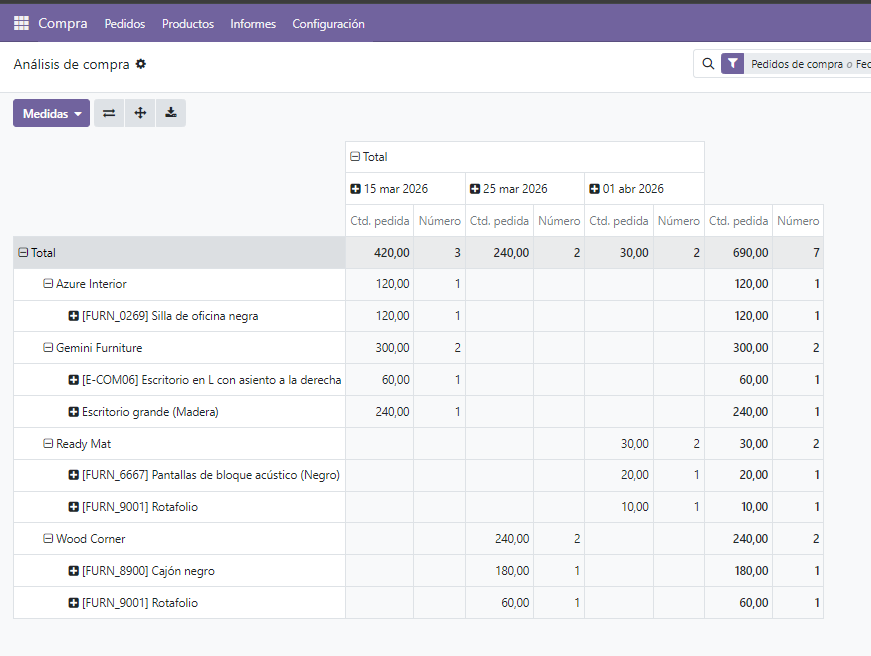 Compra Pedidos Productos Informes Configuración
Análisis de compra
Pedidos de compra o Fec
Medidas
Total
15 mar 2026 25 mar 2026 01 abr 2026
Ctd. pedida Número Ctd. pedida Número Ctd. pedida Número Ctd. pedida Número
Total 420,00 3 240,00 2 30,00 2 690,00 7
Azure Interior 120,00 1 120,00 1
[FURN_0269] Silla de oficina negra 120,00 1 120,00 1
Gemini Furniture 300,00 2 300,00 2
[E-COM06] Escritorio en L con asiento a la derecha 60,00 1 60,00 1
Escritorio grande (Madera) 240,00 1 240,00 1
Ready Mat 30,00 2 30,00 2
[FURN_6667] Pantallas de bloque acústico (Negro) 20,00 1 20,00 1
[FURN_9001] Rotafolio 10,00 1 10,00 1
Wood Corner 240,00 2 240,00 2
[FURN_8900] Cajón negro 180,00 1 180,00 1
[FURN_9001] Rotafolio 60,00 1 60,00 1